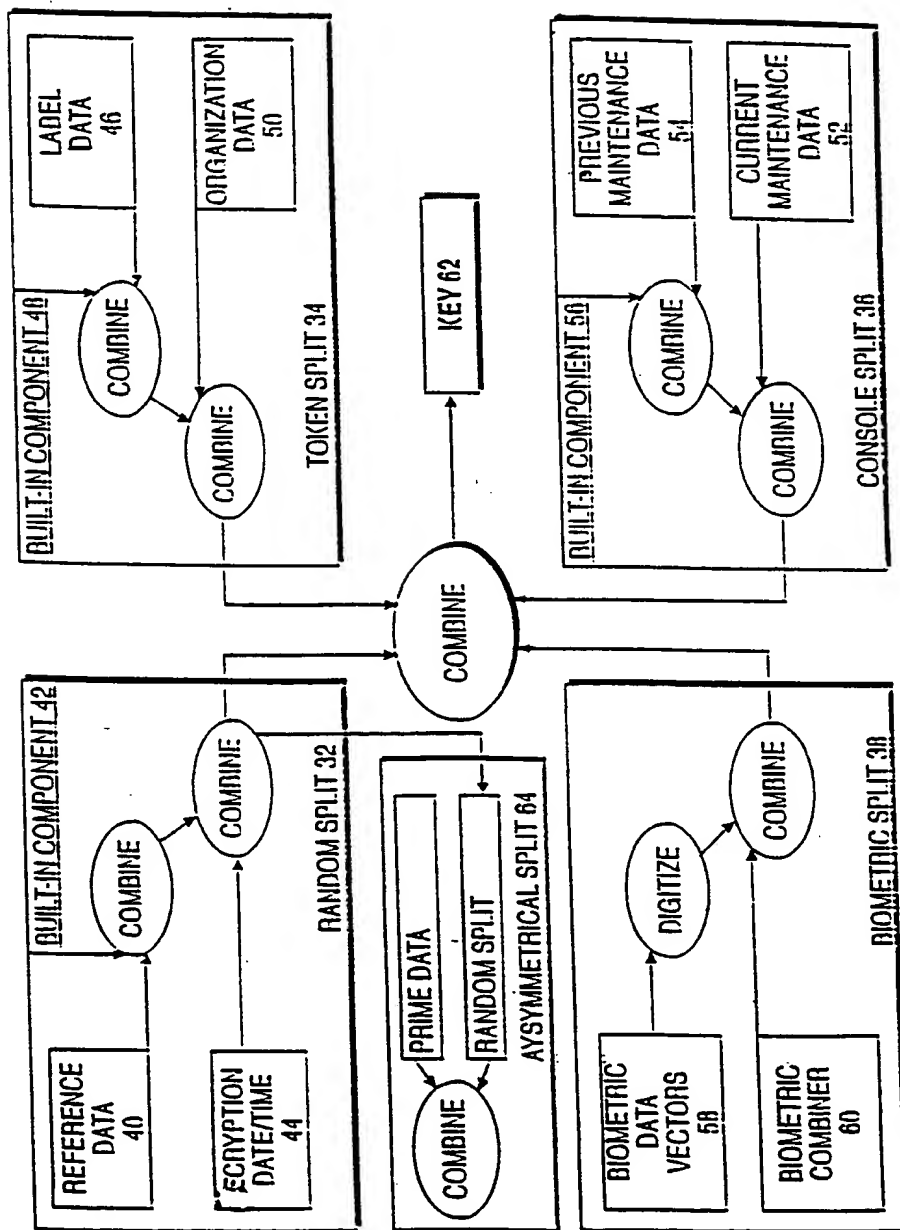 BUILT-IN COMPONENT 42
REFERENCE
DATA
40
COMBINE
ECRYPTION
DATE/TIME
44
COMBINE
RANDOM SPLIT 32
BUILT-IN COMPONENT 48
LABEL
DATA
46
COMBINE
ORGANIZATION
DATA
50
COMBINE
TOKEN SPLIT 34
PRIME DATA
RANDOM SPLIT
COMBINE
AYSYMMETRICAL SPLIT 64
COMBINE
KEY 62
BIOMETRIC
DATA
VECTORS
58
DIGITIZE
BIOMETRIC
COMBINER
60
COMBINE
BIOMETRIC SPLIT 38
BUILT-IN COMPONENT 56
PREVIOUS
MAINTENANCE
DATA
54
COMBINE
CURRENT
MAINTENANCE
DATA
52
COMBINE
CONSOLE SPLIT 36